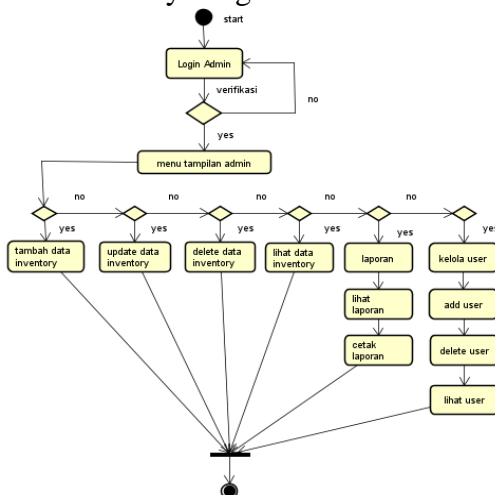 start
Login Admin
verifikasi
no
yes
menu tampilan admin
no
no
no
no
no
yes
yes
yes
yes
yes
tambah data
inventory
update data
inventory
delete data
inventory
lihat data
inventory
laporan
kelola user
lihat
laporan
add user
cetak
laporan
delete user
lihat user